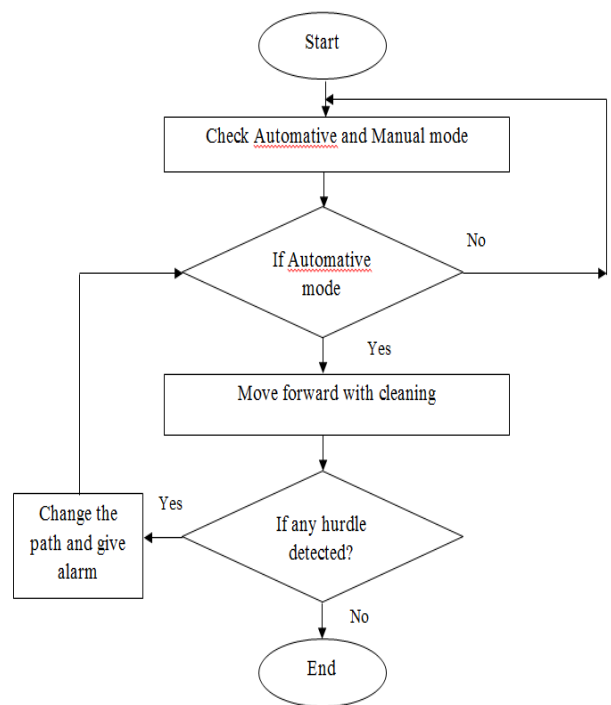 Start
Check Automative and Manual mode
No
If Automative
mode
Yes
Move forward with cleaning
Yes
Change the
path and give
alarm
If any hurdle
detected?
No
End